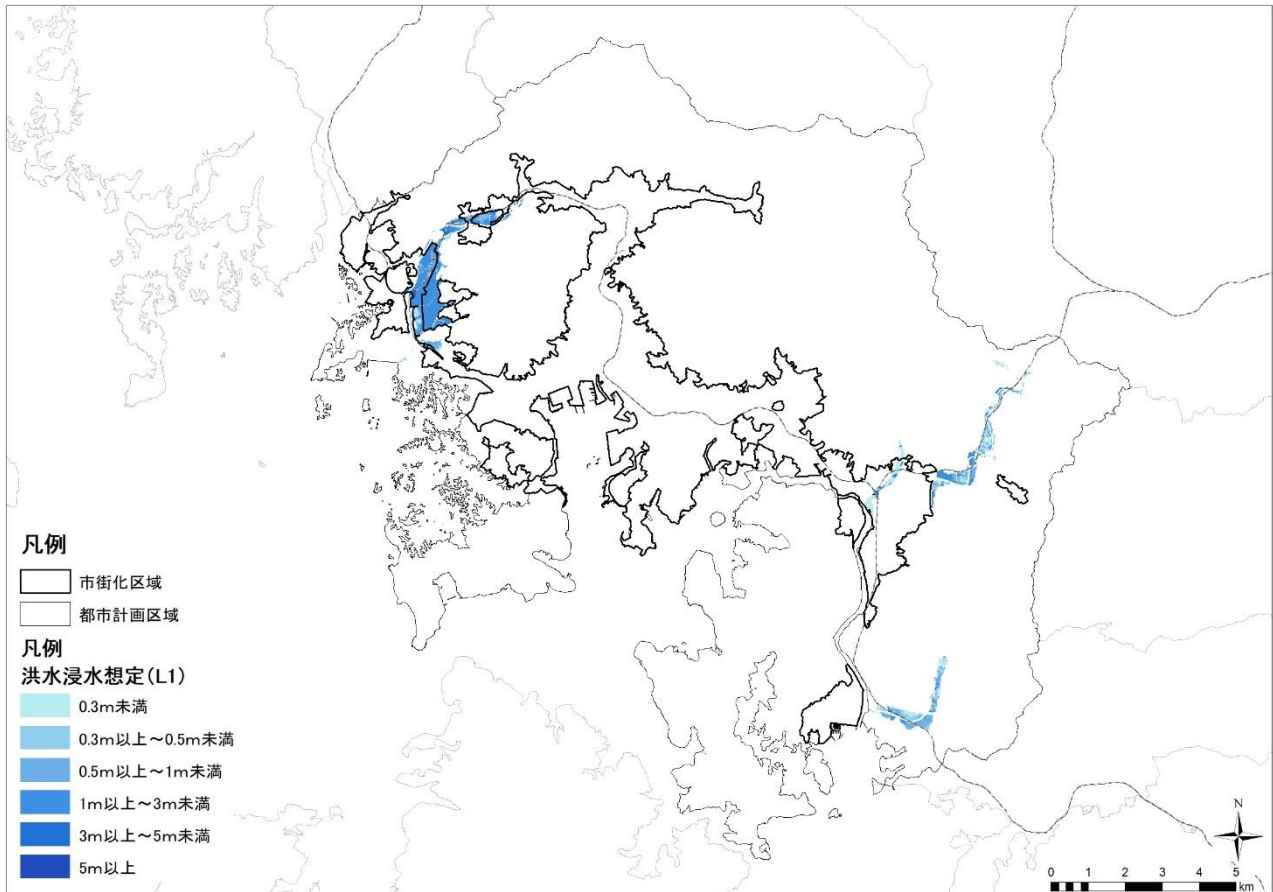 凡例
市街化区域
都市計画区域
凡例
洪水浸水想定(L1)
0.3m未満
0.3m以上～0.5m未満
0.5m以上～1m未満
1m以上～3m未満
3m以上～5m未満
5m以上
N
0 1 2 3 4 5
km